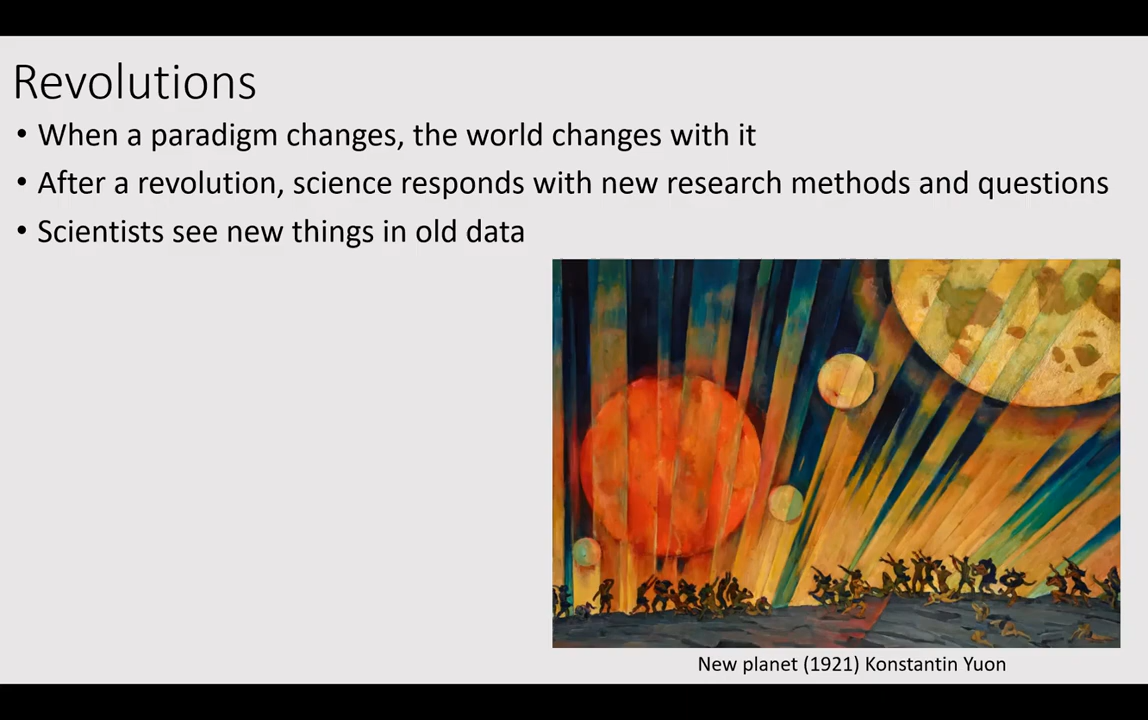 Revolutions
• When a paradigm changes, the world changes with it
• After a revolution, science responds with new research methods and questions
• Scientists see new things in old data
New planet (1921) Konstantin Yuon